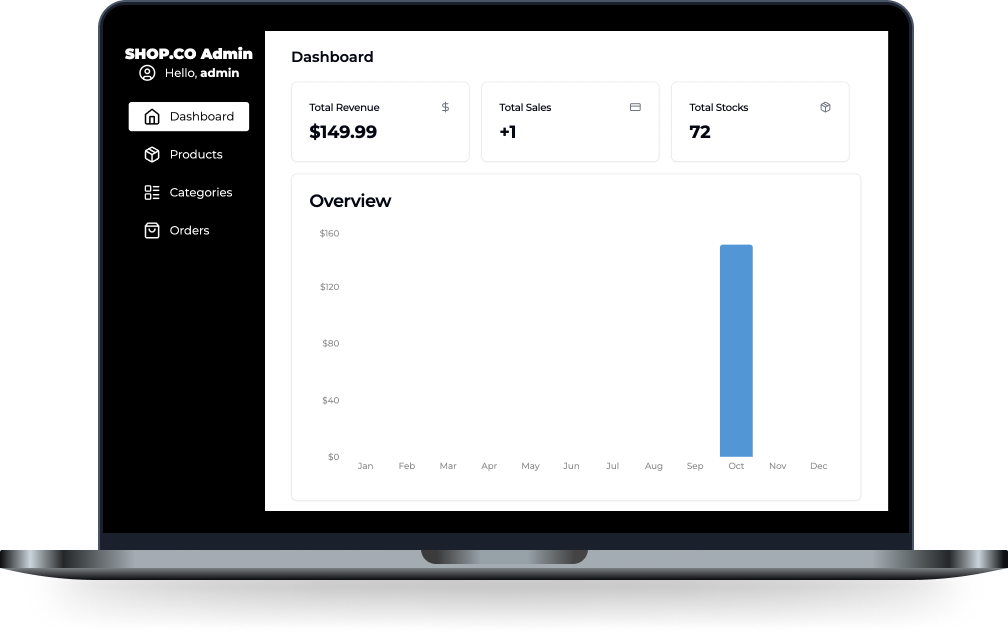 SHOP.CO Admin
Hello, admin
Dashboard
Products
Categories
Orders
Dashboard
Total Revenue
$
$149.99
Total Sales
+1
Total Stocks
72
Overview
$160
$120
$80
$40
$0
Jan Feb Mar Apr May Jun Jul Aug Sep Oct Nov Dec